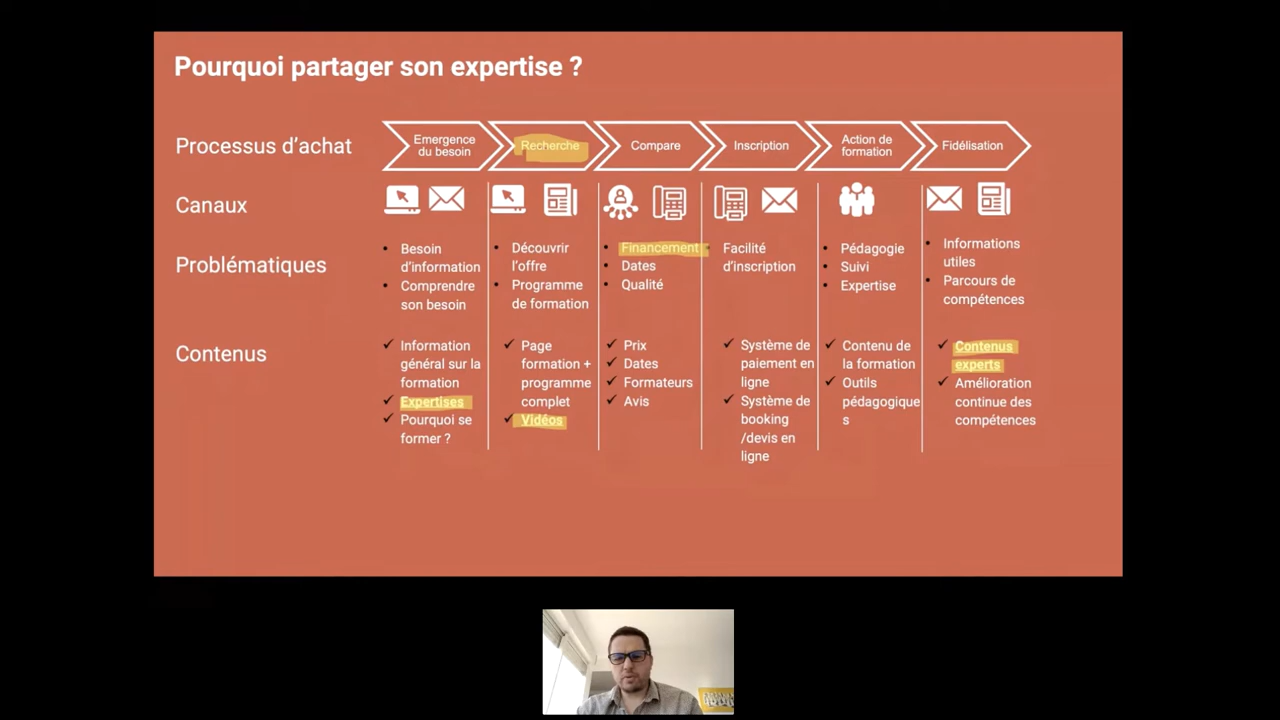 Pourquoi partager son expertise ?
Processus d’achat
Emergence
du besoin
Recherche
Compare
Inscription
Action de
formation
Fidélisation
Canaux
Problématiques
Besoin
d’information
Comprendre
son besoin
Découvrir
l’offre
Programme
de formation
Financement
Dates
Qualité
Facilité
d’inscription
Pédagogie
Suivi
Expertise
Informations
utiles
Parcours de
compétences
Contenus
Information
général sur la
formation
Expertises
Pourquoi se
former ?
Page
formation +
programme
complet
Vidéos
Prix
Dates
Formateurs
Avis
Système de
paiement en
ligne
Système de
booking
/devis en
ligne
Contenu de
la formation
Outils
pédagogique
s
Contenus
experts
Amélioration
continue des
compétences